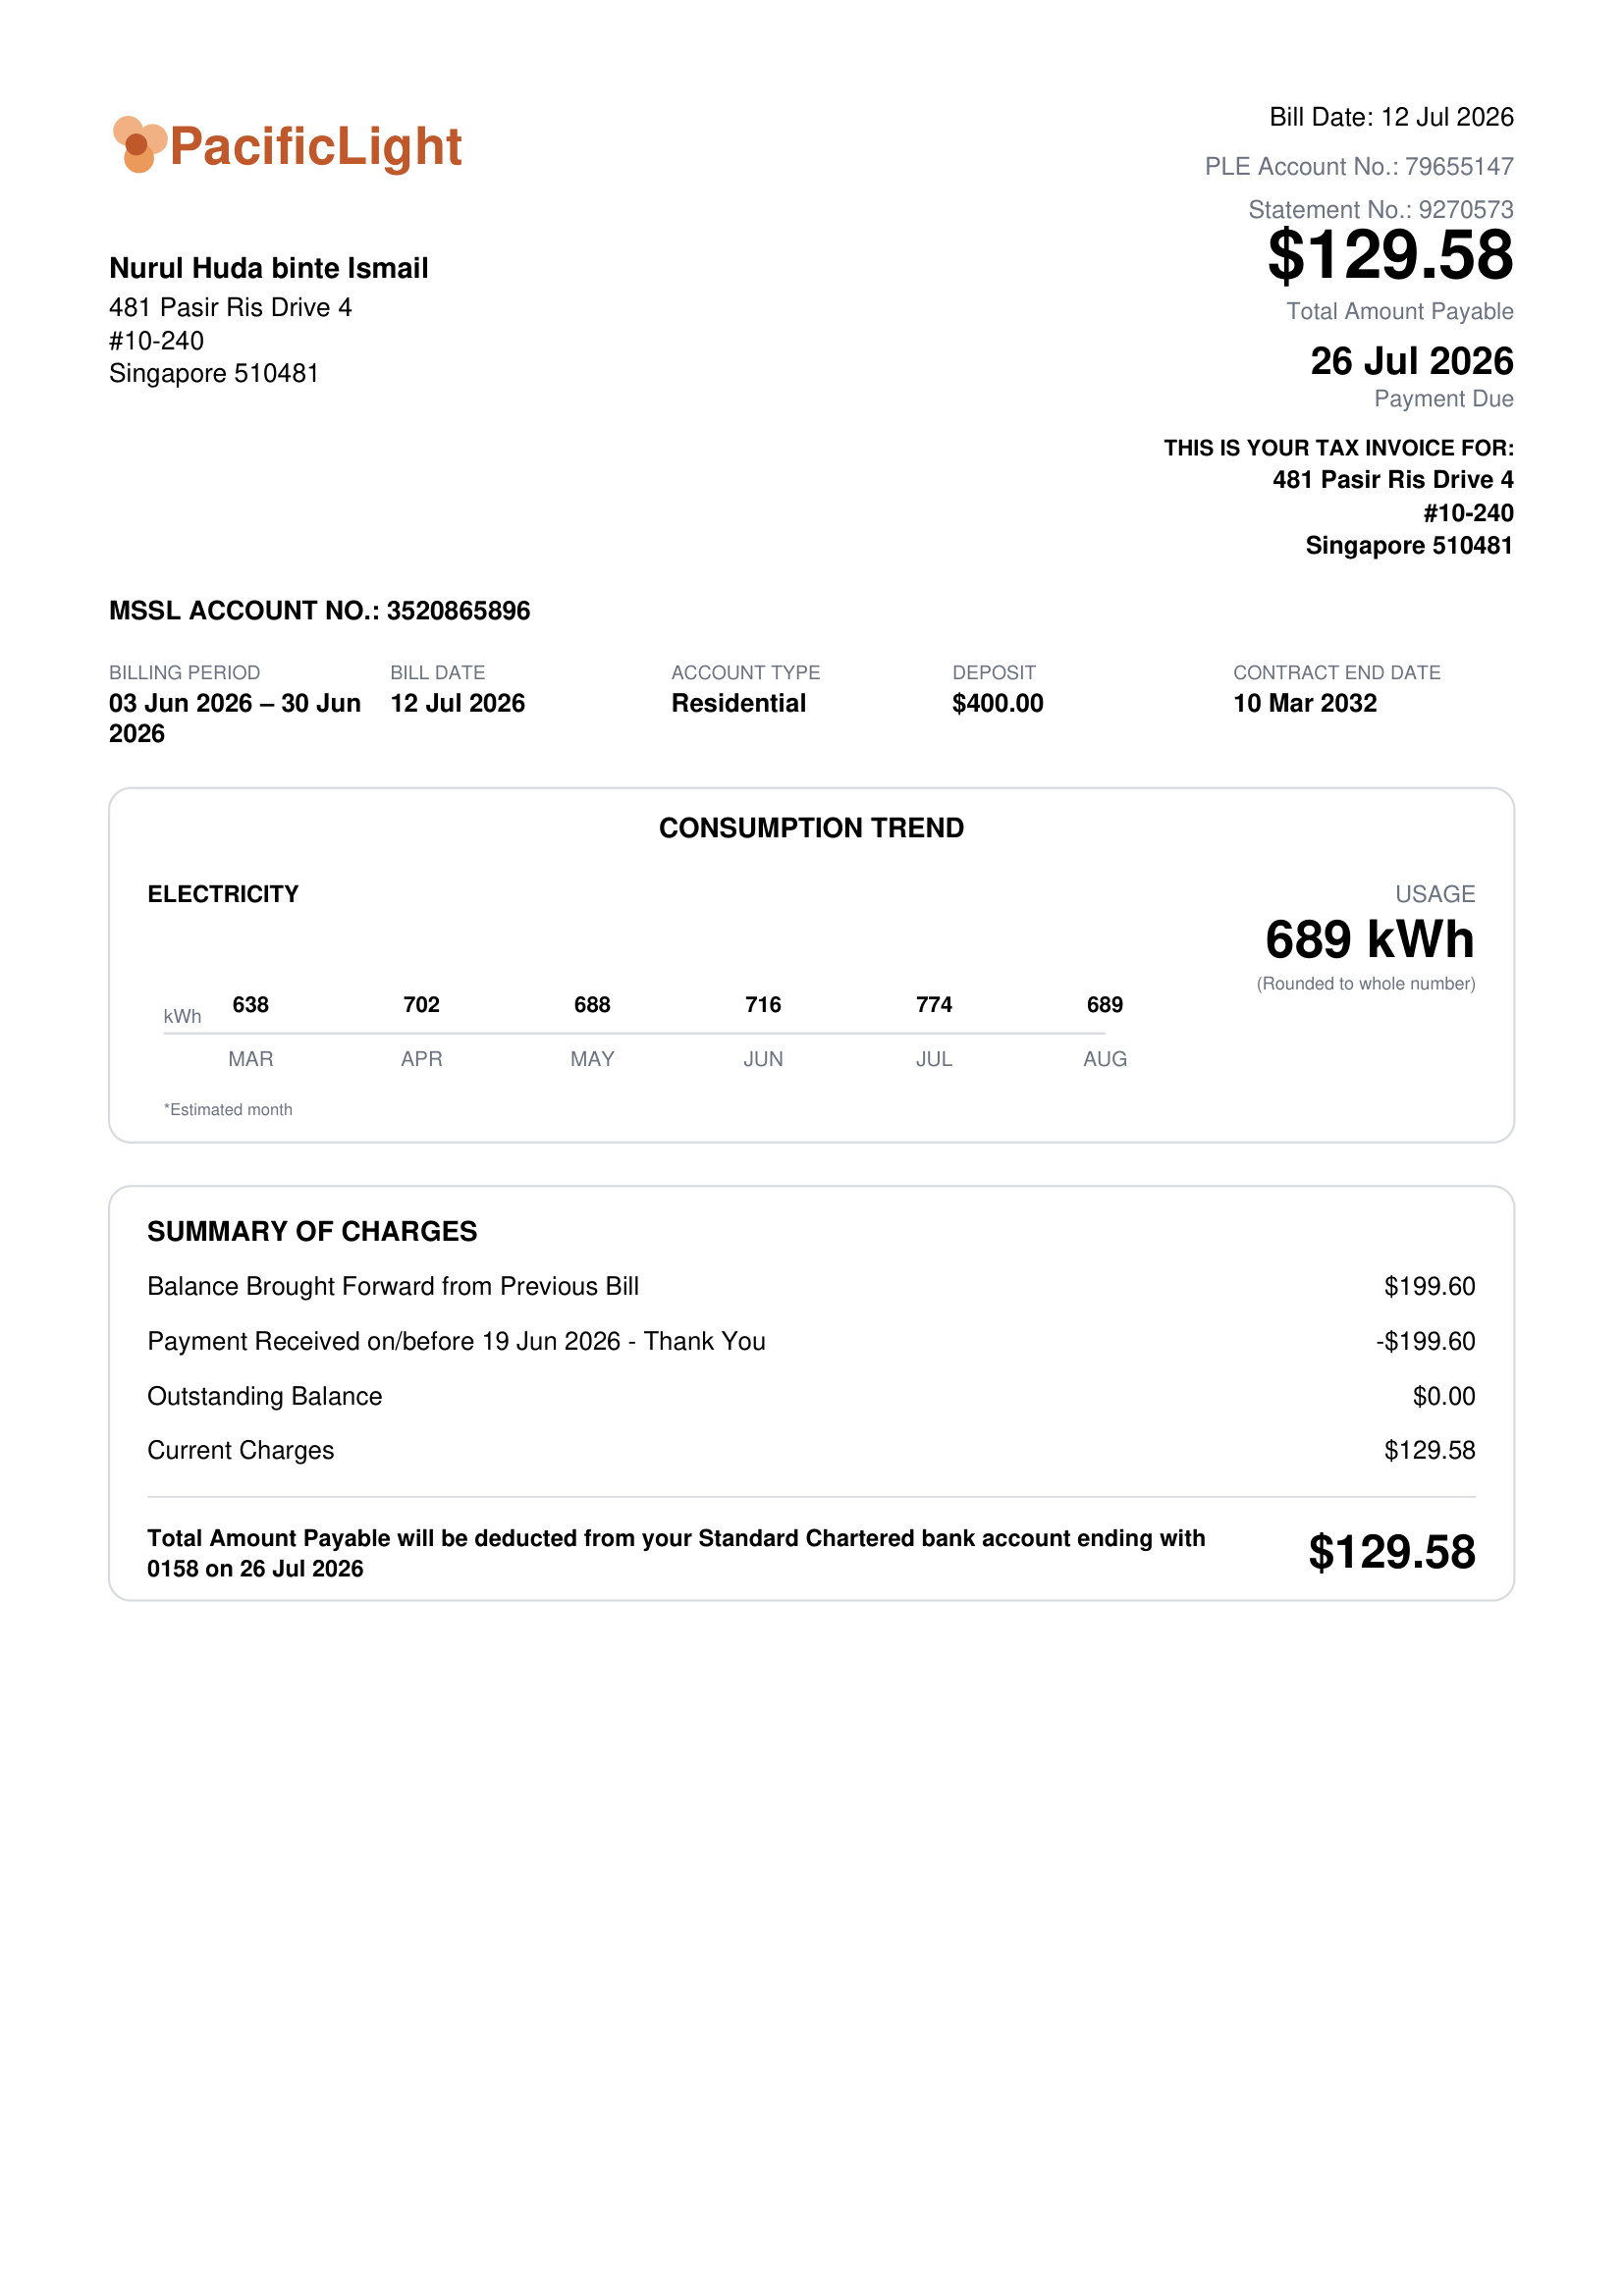 PacificLight
Bill Date: 12 Jul 2026
PLE Account No.: 79655147
Statement No.: 9270573
$129.58
Total Amount Payable
26 Jul 2026
Payment Due
Nurul Huda binte Ismail
481 Pasir Ris Drive 4
#10-240
Singapore 510481
THIS IS YOUR TAX INVOICE FOR:
481 Pasir Ris Drive 4
#10-240
Singapore 510481
MSSL ACCOUNT NO.: 3520865896
BILLING PERIOD BILL DATE ACCOUNT TYPE DEPOSIT CONTRACT END DATE
03 Jun 2026 – 30 Jun 12 Jul 2026 Residential $400.00 10 Mar 2032
2026
CONSUMPTION TREND
ELECTRICITY USAGE
689 kWh
(Rounded to whole number)
kWh 638 702 688 716 774 689
MAR APR MAY JUN JUL AUG
*Estimated month
SUMMARY OF CHARGES
Balance Brought Forward from Previous Bill $199.60
Payment Received on/before 19 Jun 2026 - Thank You -$199.60
Outstanding Balance $0.00
Current Charges $129.58
Total Amount Payable will be deducted from your Standard Chartered bank account ending with
0158 on 26 Jul 2026
$129.58